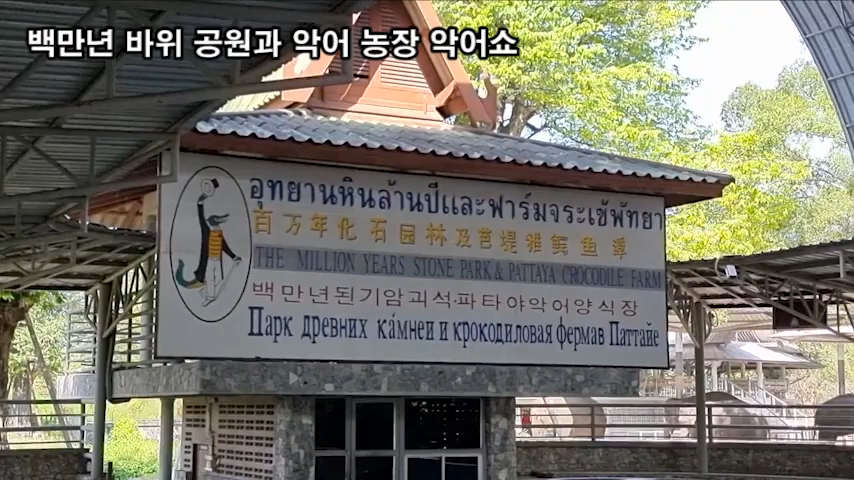 백만년 바위 공원과 악어 농장 악어쇼
อุทยานหินล้านปีและฟาร์มจระเข้พัทยา
百万年化石园林及芭堤雅鳄鱼潭
THE MILLION YEARS STONE PARK & PATTAYA CROCODILE FARM
백만년된기암괴석·파타야악어양식장
Парк древних камнеи и крокодиловая фермав Паттайе